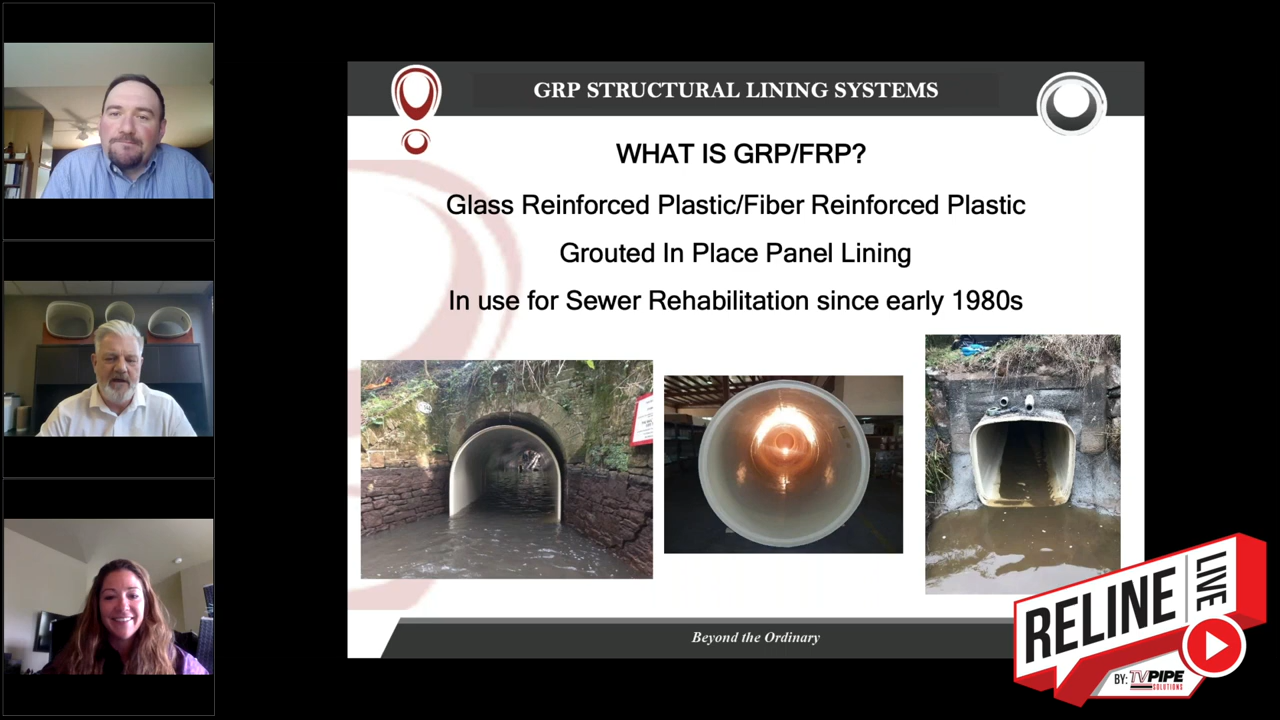 GRP STRUCTURAL LINING SYSTEMS
WHAT IS GRP/FRP?
Glass Reinforced Plastic/Fiber Reinforced Plastic
Grouted In Place Panel Lining
In use for Sewer Rehabilitation since early 1980s
Beyond the Ordinary
RELINE LIVE
BY: TVPIPE
SOLUTIONS